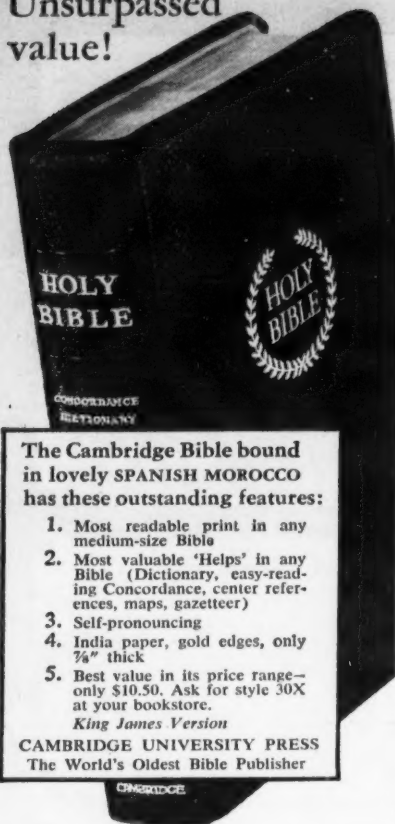 Unsurpassed
value!
HOLY
BIBLE
HOLY
BIBLE
CONCORDANCE
DICTIONARY
The Cambridge Bible bound
in lovely SPANISH MOROCCO
has these outstanding features:
1. Most readable print in any
medium-size Bible
2. Most valuable ‘Helps’ in any
Bible (Dictionary, easy-read-
ing Concordance, center refer-
ences, maps, gazetteer)
3. Self-pronouncing
4. India paper, gold edges, only
⅞" thick
5. Best value in its price range—
only $10.50. Ask for style 30X
at your bookstore.
King James Version
CAMBRIDGE UNIVERSITY PRESS
The World's Oldest Bible Publisher
CAMBRIDGE